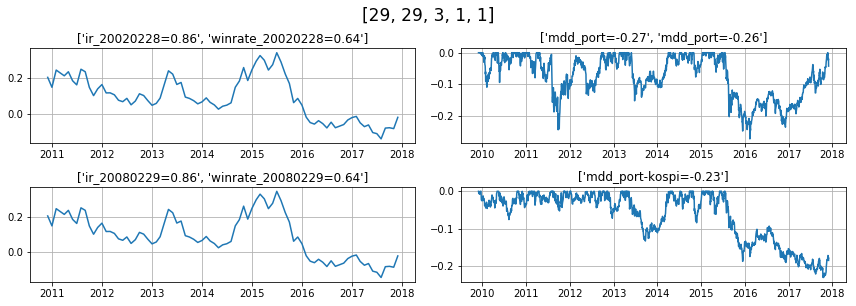 [29, 29, 3, 1, 1]
['ir_20020228=0.86', 'winrate_20020228=0.64']
0.2
0.0
2011 2012 2013 2014 2015 2016 2017 2018
['mdd_port=-0.27', 'mdd_port=-0.26']
0.0
−0.1
−0.2
2010 2011 2012 2013 2014 2015 2016 2017 2018
['ir_20080229=0.86', 'winrate_20080229=0.64']
0.2
0.0
2011 2012 2013 2014 2015 2016 2017 2018
['mdd_port-kospi=-0.23']
0.0
−0.1
−0.2
2010 2011 2012 2013 2014 2015 2016 2017 2018